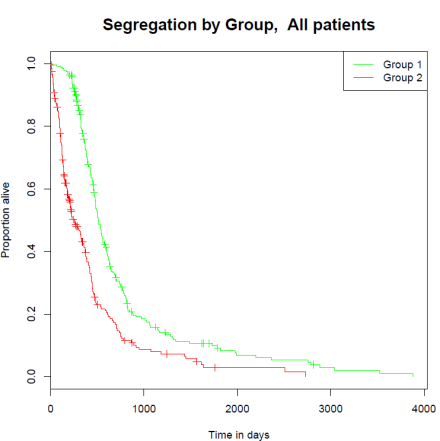 Segregation by Group, All patients
Group 1
Group 2
Proportion alive
1.0
0.8
0.6
0.4
0.2
0.0
0 1000 2000 3000 4000
Time in days